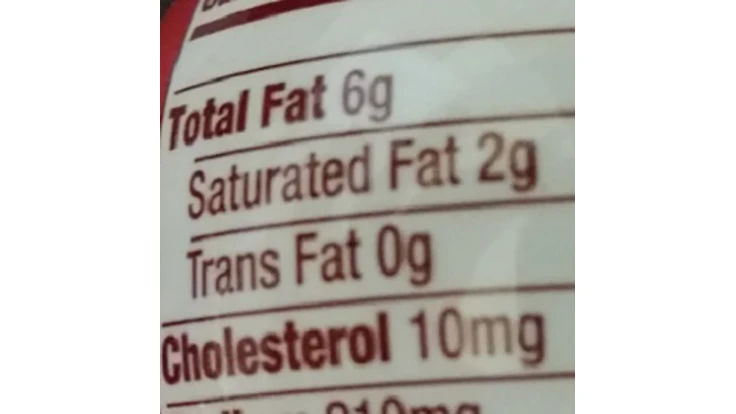 Total Fat 6g
Saturated Fat 2g
Trans Fat 0g
Cholesterol 10mg